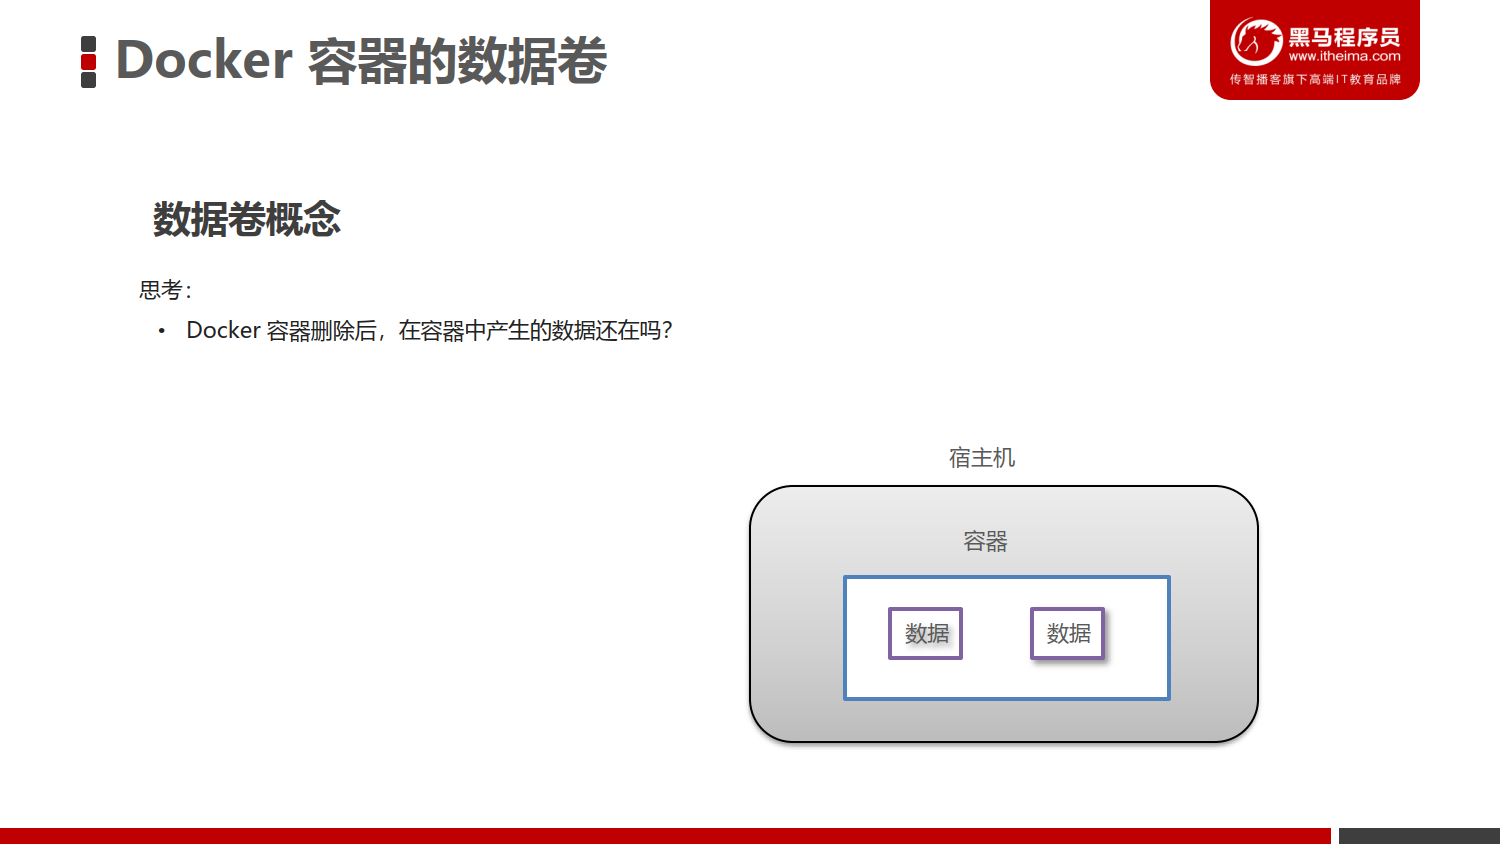 Docker 容器的数据卷
黑马程序员
www.itheima.com
传智播客旗下高端IT教育品牌
数据卷概念
思考：
• Docker 容器删除后，在容器中产生的数据还在吗？
宿主机
容器
数据
数据